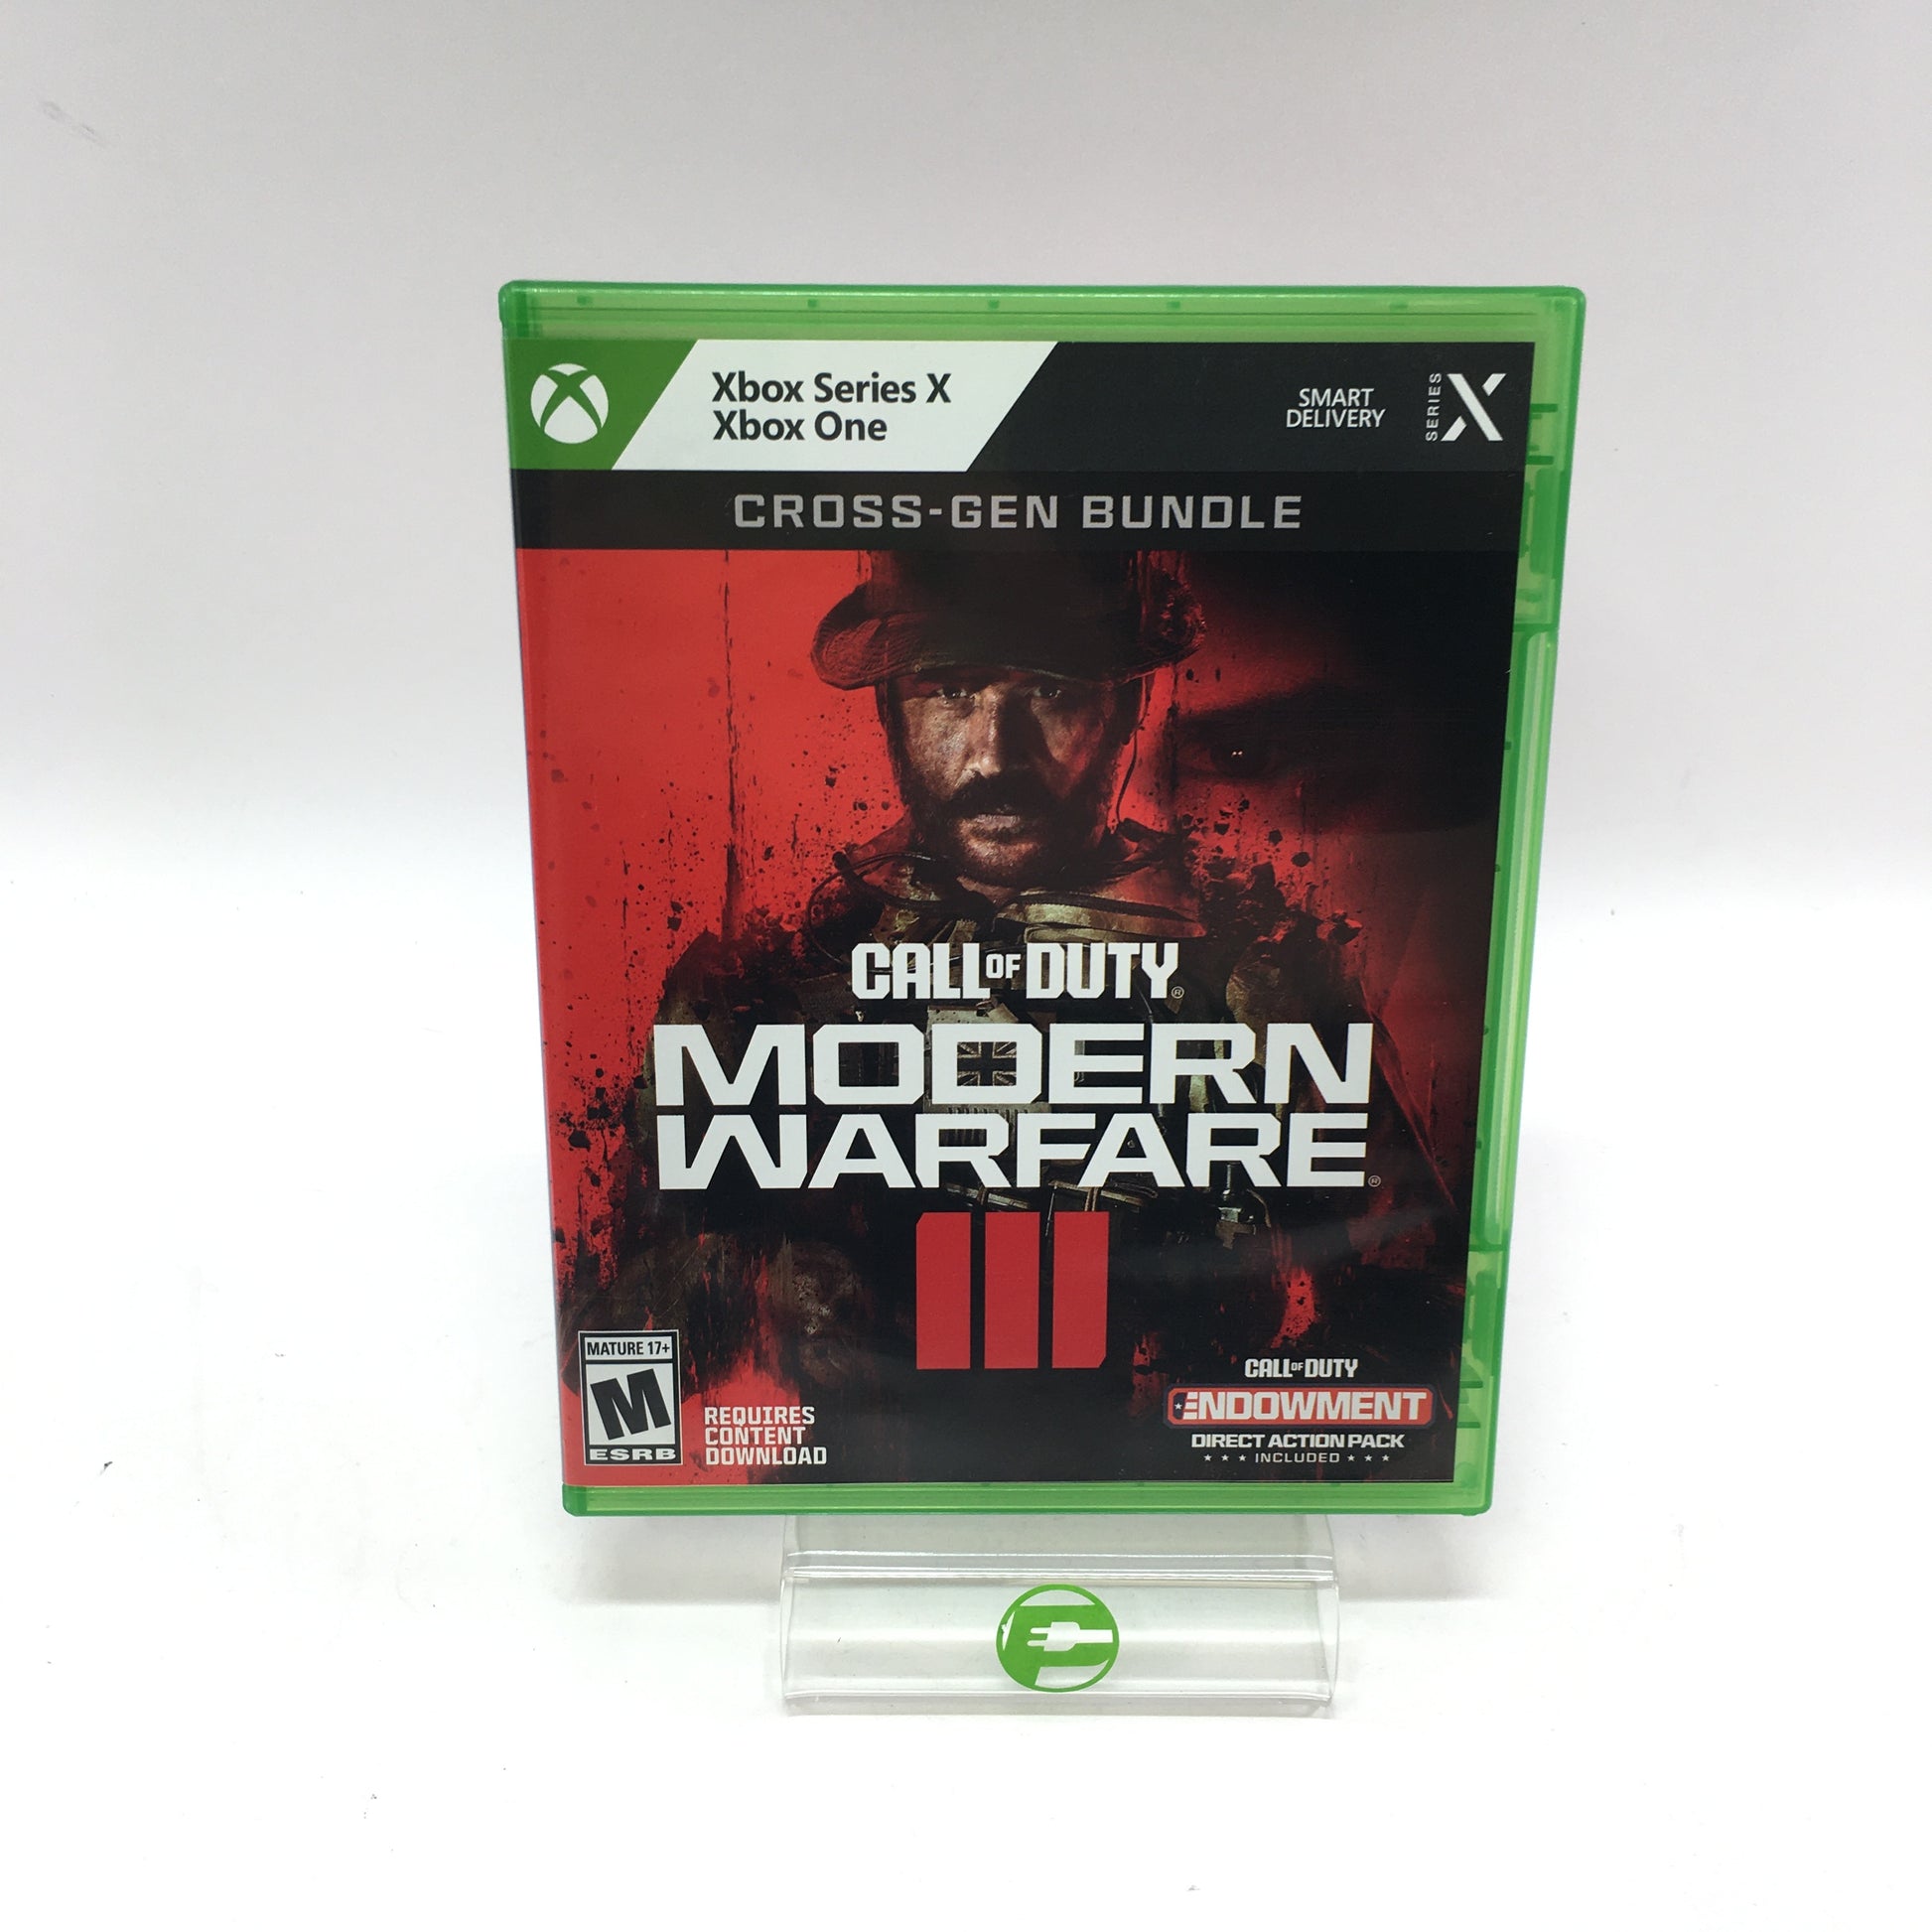 Xbox Series X
Xbox One
SMART
DELIVERY
SERIES X
CROSS-GEN BUNDLE
CALL OF DUTY®
MODERN
WARFARE®
III
MATURE 17+
M
ESRB
REQUIRES
CONTENT
DOWNLOAD
CALL OF DUTY
ENDOWMENT
DIRECT ACTION PACK
★ ★ ★ INCLUDED ★ ★ ★